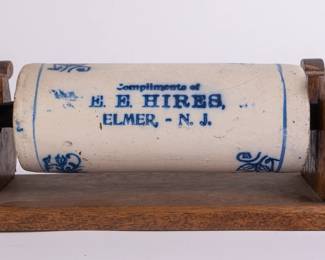 Compliments of
E. E. HIRES,
ELMER, - N. J.